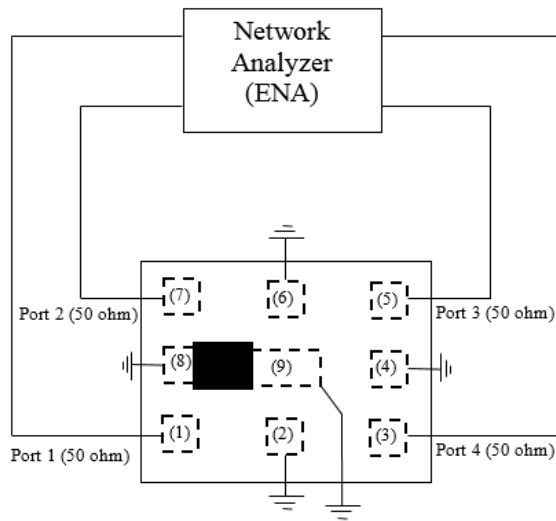 Network
Analyzer
(ENA)
(7)
(6)
(5)
Port 2 (50 ohm)
Port 3 (50 ohm)
(8)
(9)
(4)
(1)
(2)
(3)
Port 1 (50 ohm)
Port 4 (50 ohm)